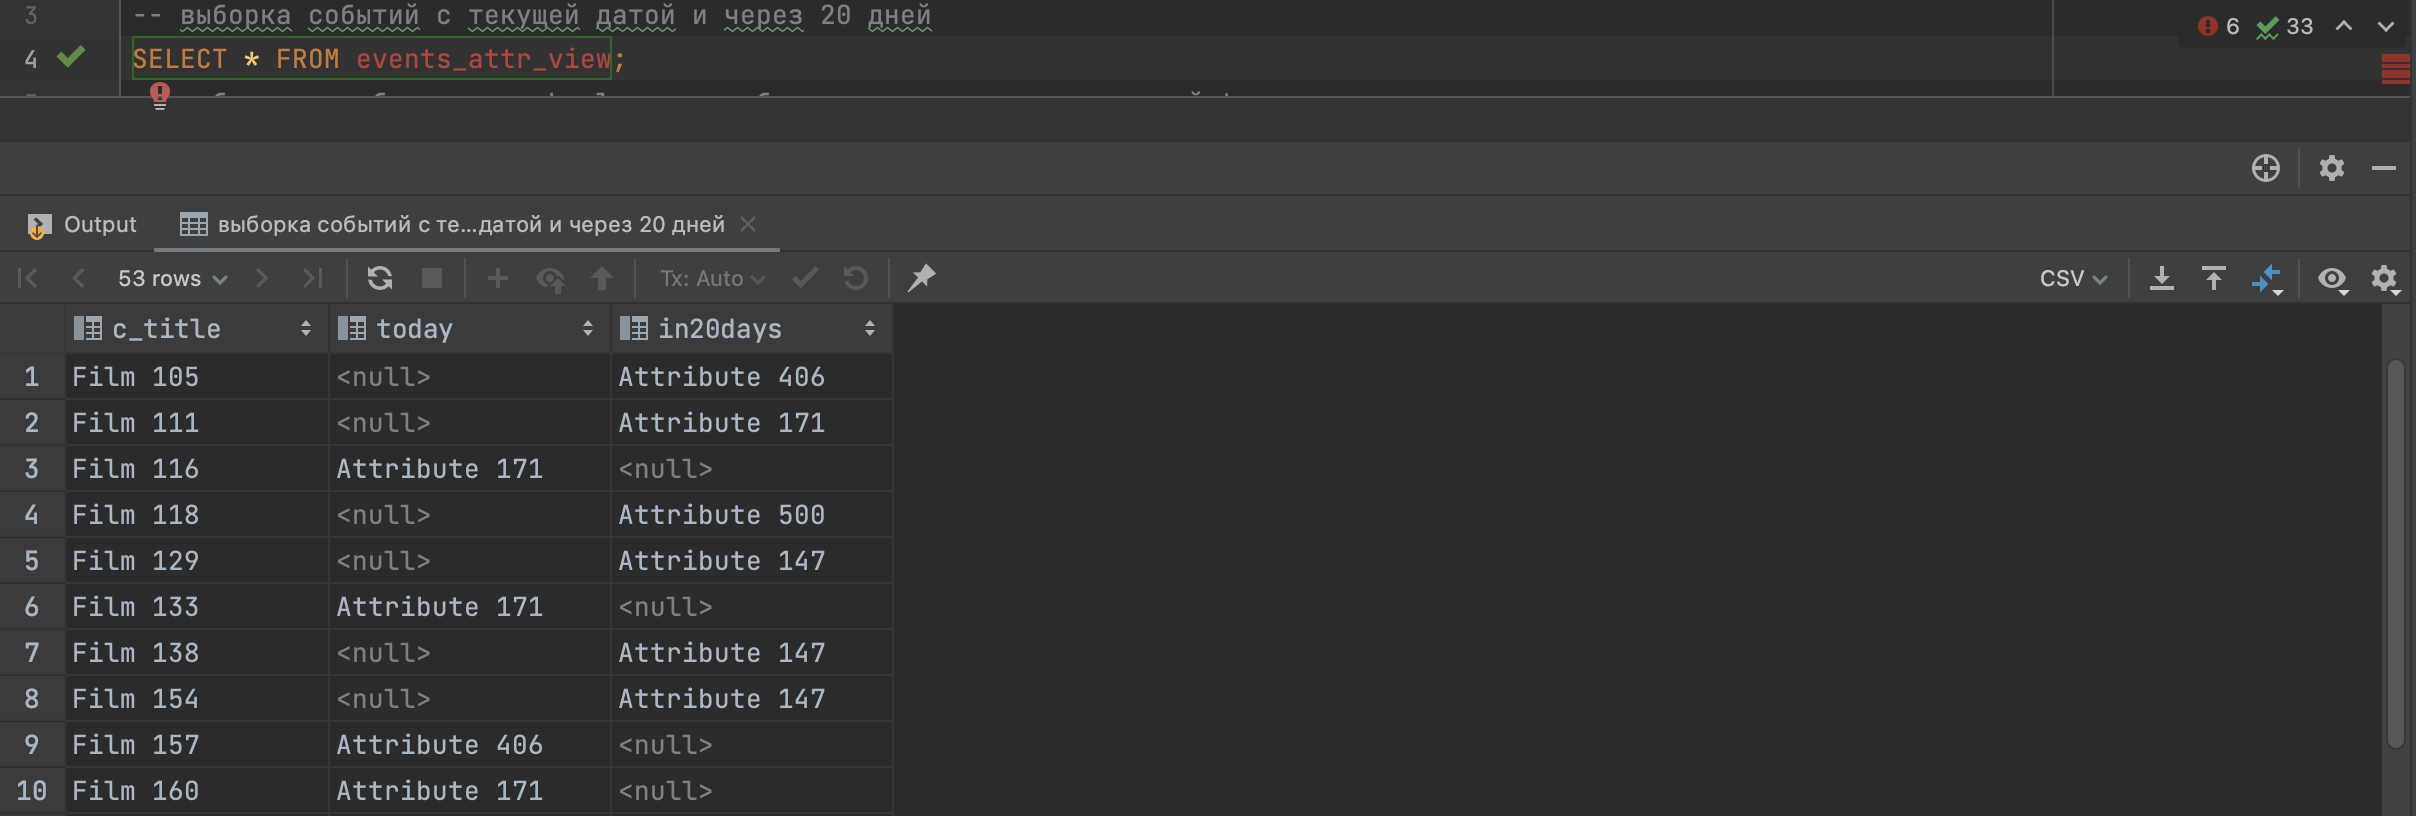 3 -- выборка событий с текущей датой и через 20 дней
6 33
4 SELECT * FROM events_attr_view;
Output выборка событий с те...датой и через 20 дней
53 rows Tx: Auto CSV
c_title today in20days
1 Film 105 <null> Attribute 406
2 Film 111 <null> Attribute 171
3 Film 116 Attribute 171 <null>
4 Film 118 <null> Attribute 500
5 Film 129 <null> Attribute 147
6 Film 133 Attribute 171 <null>
7 Film 138 <null> Attribute 147
8 Film 154 <null> Attribute 147
9 Film 157 Attribute 406 <null>
10 Film 160 Attribute 171 <null>